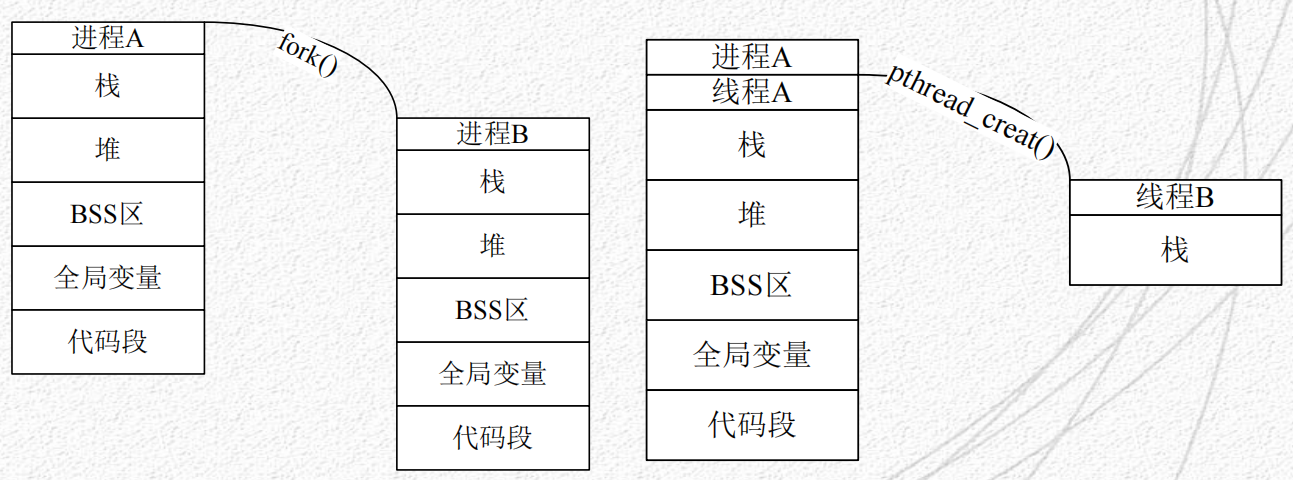 进程A
栈
堆
BSS区
全局变量
代码段
fork()
进程B
栈
堆
BSS区
全局变量
代码段
进程A
线程A
栈
堆
BSS区
全局变量
代码段
pthread_creat()
线程B
栈